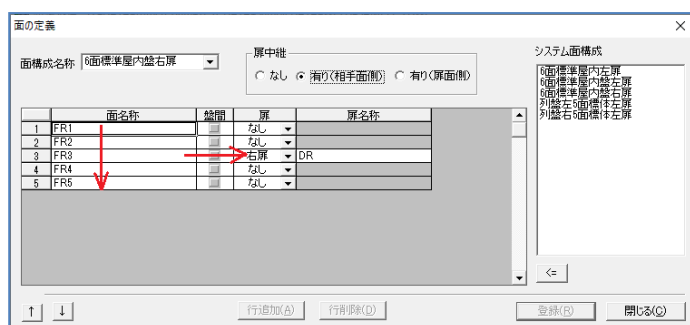 面の定義
面構成名称 6面標準屋内盤右扉
扉中継
なし 有り(相手面側) 有り(扉面側)
システム面構成
6面標準屋内左扉
6面標準屋内盤左扉
6面標準屋内盤右扉
列盤左5面標体左扉
列盤右5面標体左扉
面名称 盤間 扉 扉名称
1 FR1 なし
2 FR2 なし
3 FR3 右扉 DR
4 FR4 なし
5 FR5 なし
<=
↑ ↓ 行追加(A) 行削除(D) 登録(R) 閉じる(C)